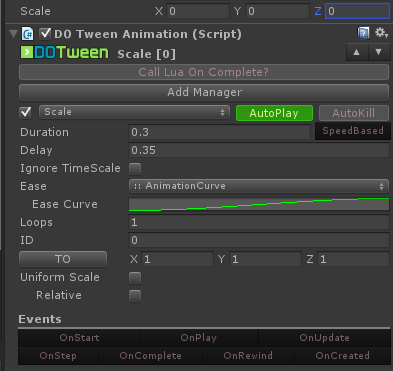 Scale X 0 Y 0 Z 0
DO Tween Animation (Script)
DOTween Scale [0]
Call Lua On Complete?
Add Manager
Scale AutoPlay AutoKill
Duration 0.3 SpeedBased
Delay 0.35
Ignore TimeScale
Ease :: AnimationCurve
Ease Curve
Loops 1
ID 0
TO X 1 Y 1 Z 1
Uniform Scale
Relative
Events
OnStart OnPlay OnUpdate
OnStep OnComplete OnRewind OnCreated